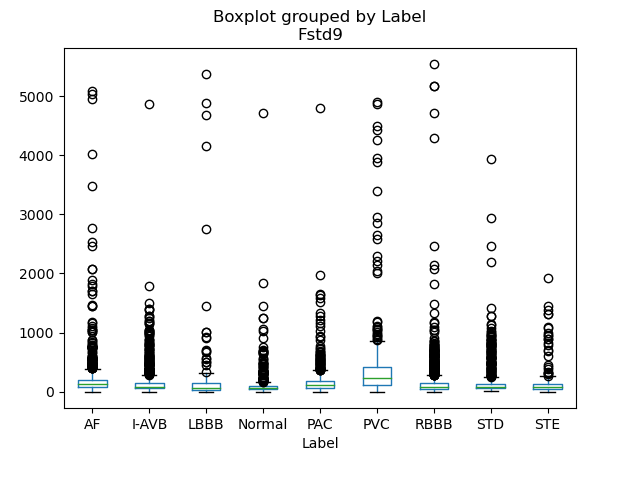 Boxplot grouped by Label
Fstd9
5000
4000
3000
2000
1000
0
AF I-AVB LBBB Normal PAC PVC RBBB STD STE
Label